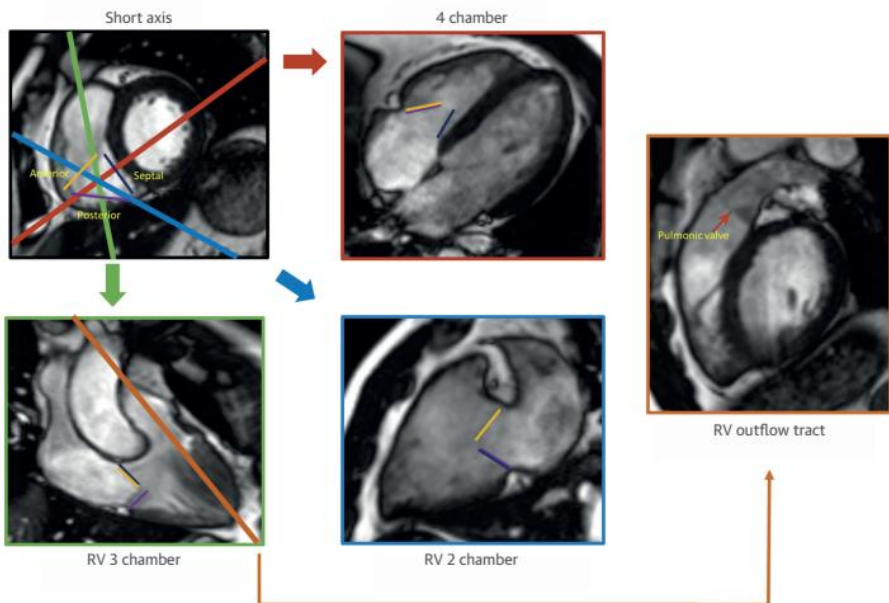 Short axis
4 chamber
Anterior
Septal
Posterior
Pulmonic valve
RV outflow tract
RV 3 chamber
RV 2 chamber